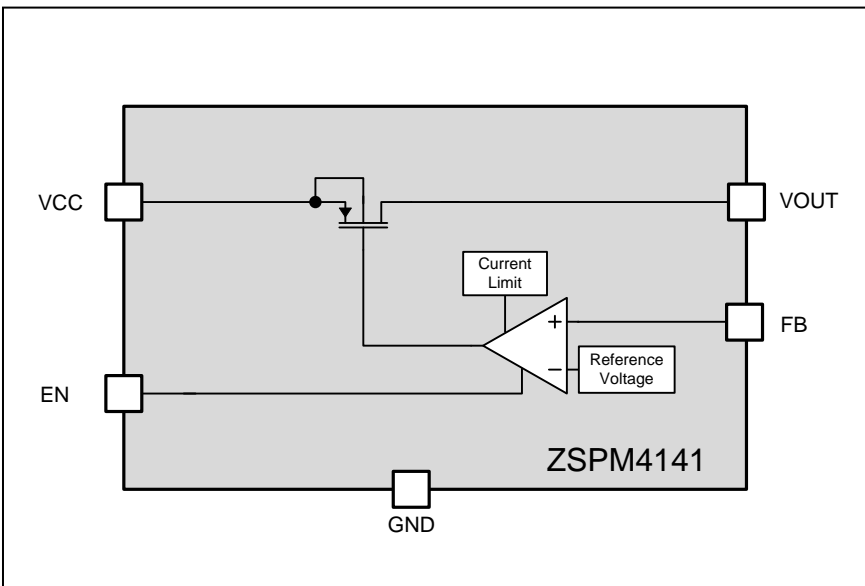 VCC
VOUT
Current
Limit
+
FB
Reference
Voltage
−
EN
ZSPM4141
GND